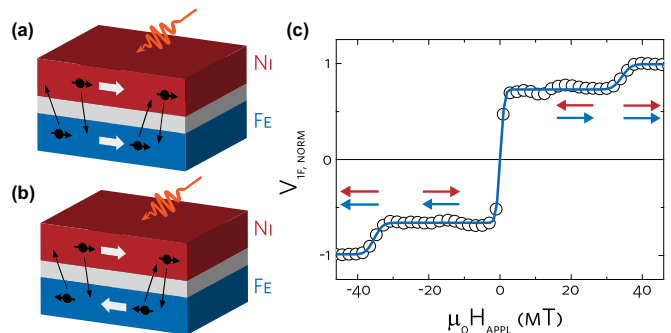 (a)
Ni
Fe
(b)
Ni
Fe
(c)
V1F, NORM
1
0
-1
-40
-20
0
20
40
μ0HAPPL (MT)